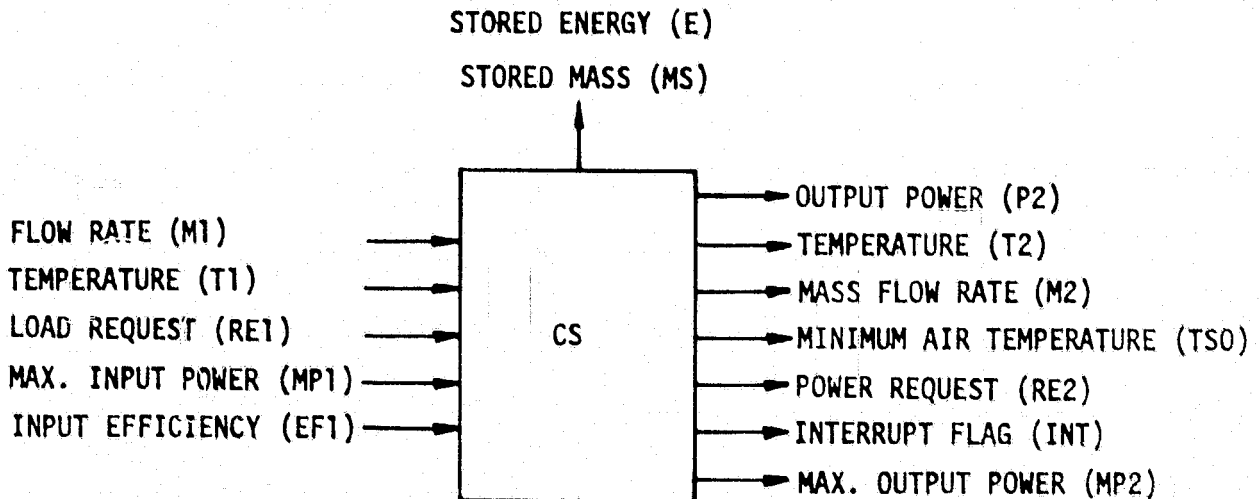 STORED ENERGY (E)
STORED MASS (MS)
FLOW RATE (M1)
TEMPERATURE (T1)
LOAD REQUEST (RE1)
MAX. INPUT POWER (MP1)
INPUT EFFICIENCY (EF1)
CS
OUTPUT POWER (P2)
TEMPERATURE (T2)
MASS FLOW RATE (M2)
MINIMUM AIR TEMPERATURE (TSO)
POWER REQUEST (RE2)
INTERRUPT FLAG (INT)
MAX. OUTPUT POWER (MP2)